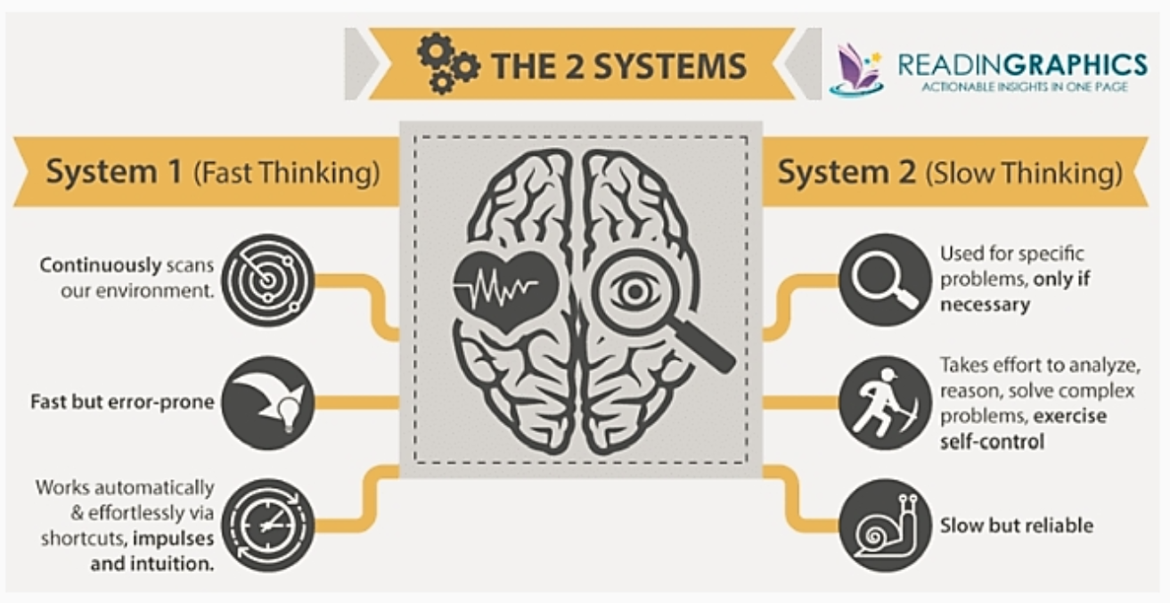 THE 2 SYSTEMS
READINGRAPHICS
ACTIONABLE INSIGHTS IN ONE PAGE
System 1 (Fast Thinking)
Continuously scans
our environment.
Fast but error-prone
Works automatically
& effortlessly via
shortcuts, impulses
and intuition.
System 2 (Slow Thinking)
Used for specific
problems, only if
necessary
Takes effort to analyze,
reason, solve complex
problems, exercise
self-control
Slow but reliable